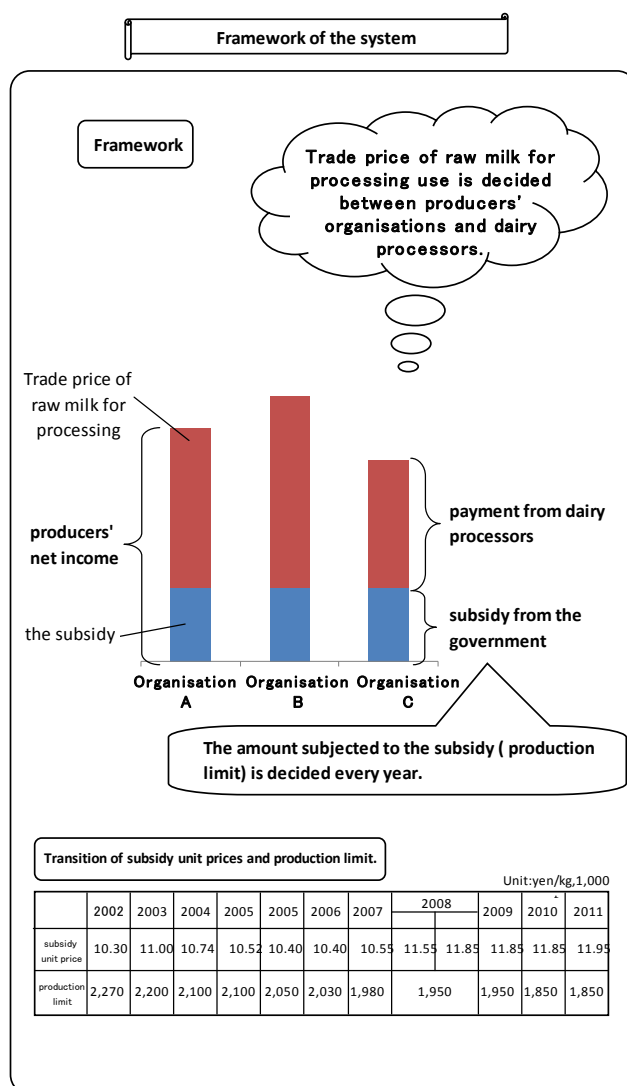 Framework of the system
Framework
Trade price of raw milk for
processing use is decided
between producers'
organisations and dairy
processors.
Trade price of
raw milk for
processing
producers'
net income
the subsidy
payment from dairy
processors
subsidy from the
government
Organisation A
Organisation B
Organisation C
The amount subjected to the subsidy ( production
limit) is decided every year.
Transition of subsidy unit prices and production limit.
Unit:yen/kg,1,000
2002 2003 2004 2005 2005 2006 2007 2008 2009 2010 2011
subsidy unit price 10.30 11.00 10.74 10.52 10.40 10.40 10.55 11.55 11.85 11.85 11.85 11.95
production limit 2,270 2,200 2,100 2,100 2,050 2,030 1,980 1,950 1,950 1,850 1,850